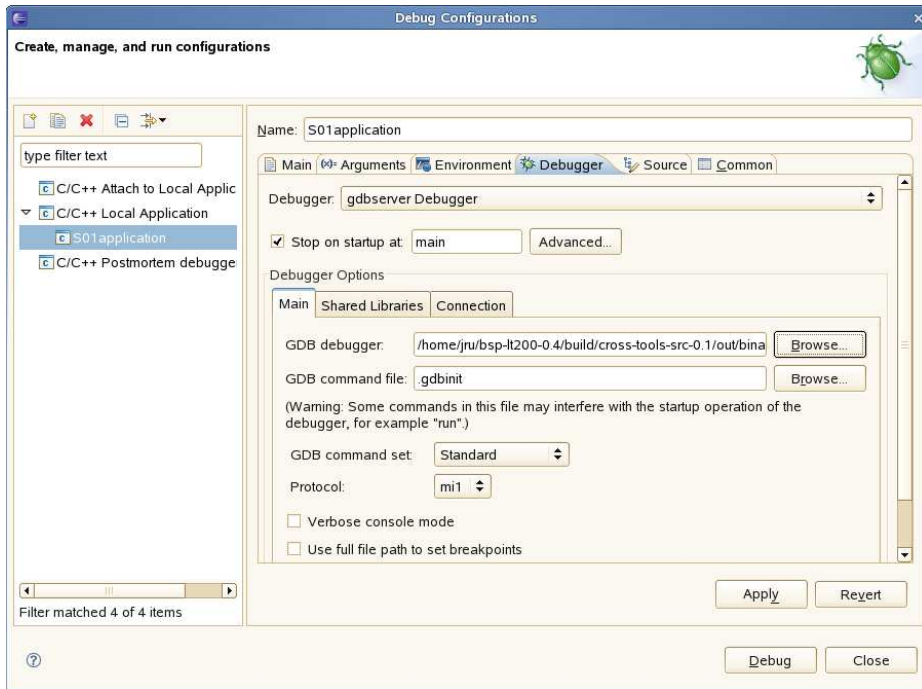 Debug Configurations
Create, manage, and run configurations
Name: S01application
type filter text
Main (x)= Arguments Environment Debugger Source Common
C/C++ Attach to Local Applic
Debugger: gdbserver Debugger
C/C++ Local Application
S01application
Stop on startup at: main Advanced...
C/C++ Postmortem debugge
Debugger Options
Main Shared Libraries Connection
GDB debugger: /home/jru/bsp-lt200-0.4/build/cross-tools-src-0.1/out/bina Browse...
GDB command file: .gdbinit Browse...
(Warning: Some commands in this file may interfere with the startup operation of the
debugger, for example "run".)
GDB command set: Standard
Protocol: mi1
Verbose console mode
Use full file path to set breakpoints
Filter matched 4 of 4 items
Apply Revert
Debug Close